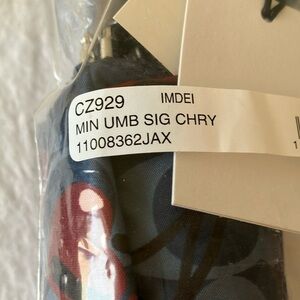 CZ929 IMDEI
MIN UMB SIG CHRY
11008362JAX